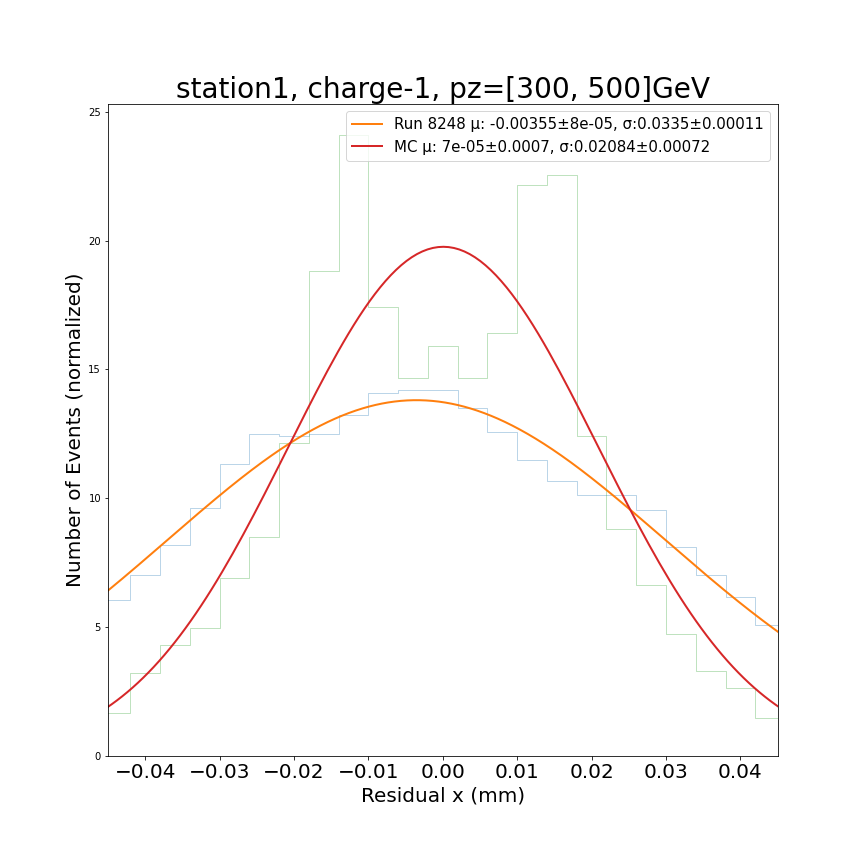 station1, charge-1, pz=[300, 500]GeV
Run 8248 μ: -0.00355±8e-05, σ:0.0335±0.00011
MC μ: 7e-05±0.0007, σ:0.02084±0.00072
Number of Events (normalized)
25
20
15
10
5
0
−0.04 −0.03 −0.02 −0.01 0.00 0.01 0.02 0.03 0.04
Residual x (mm)